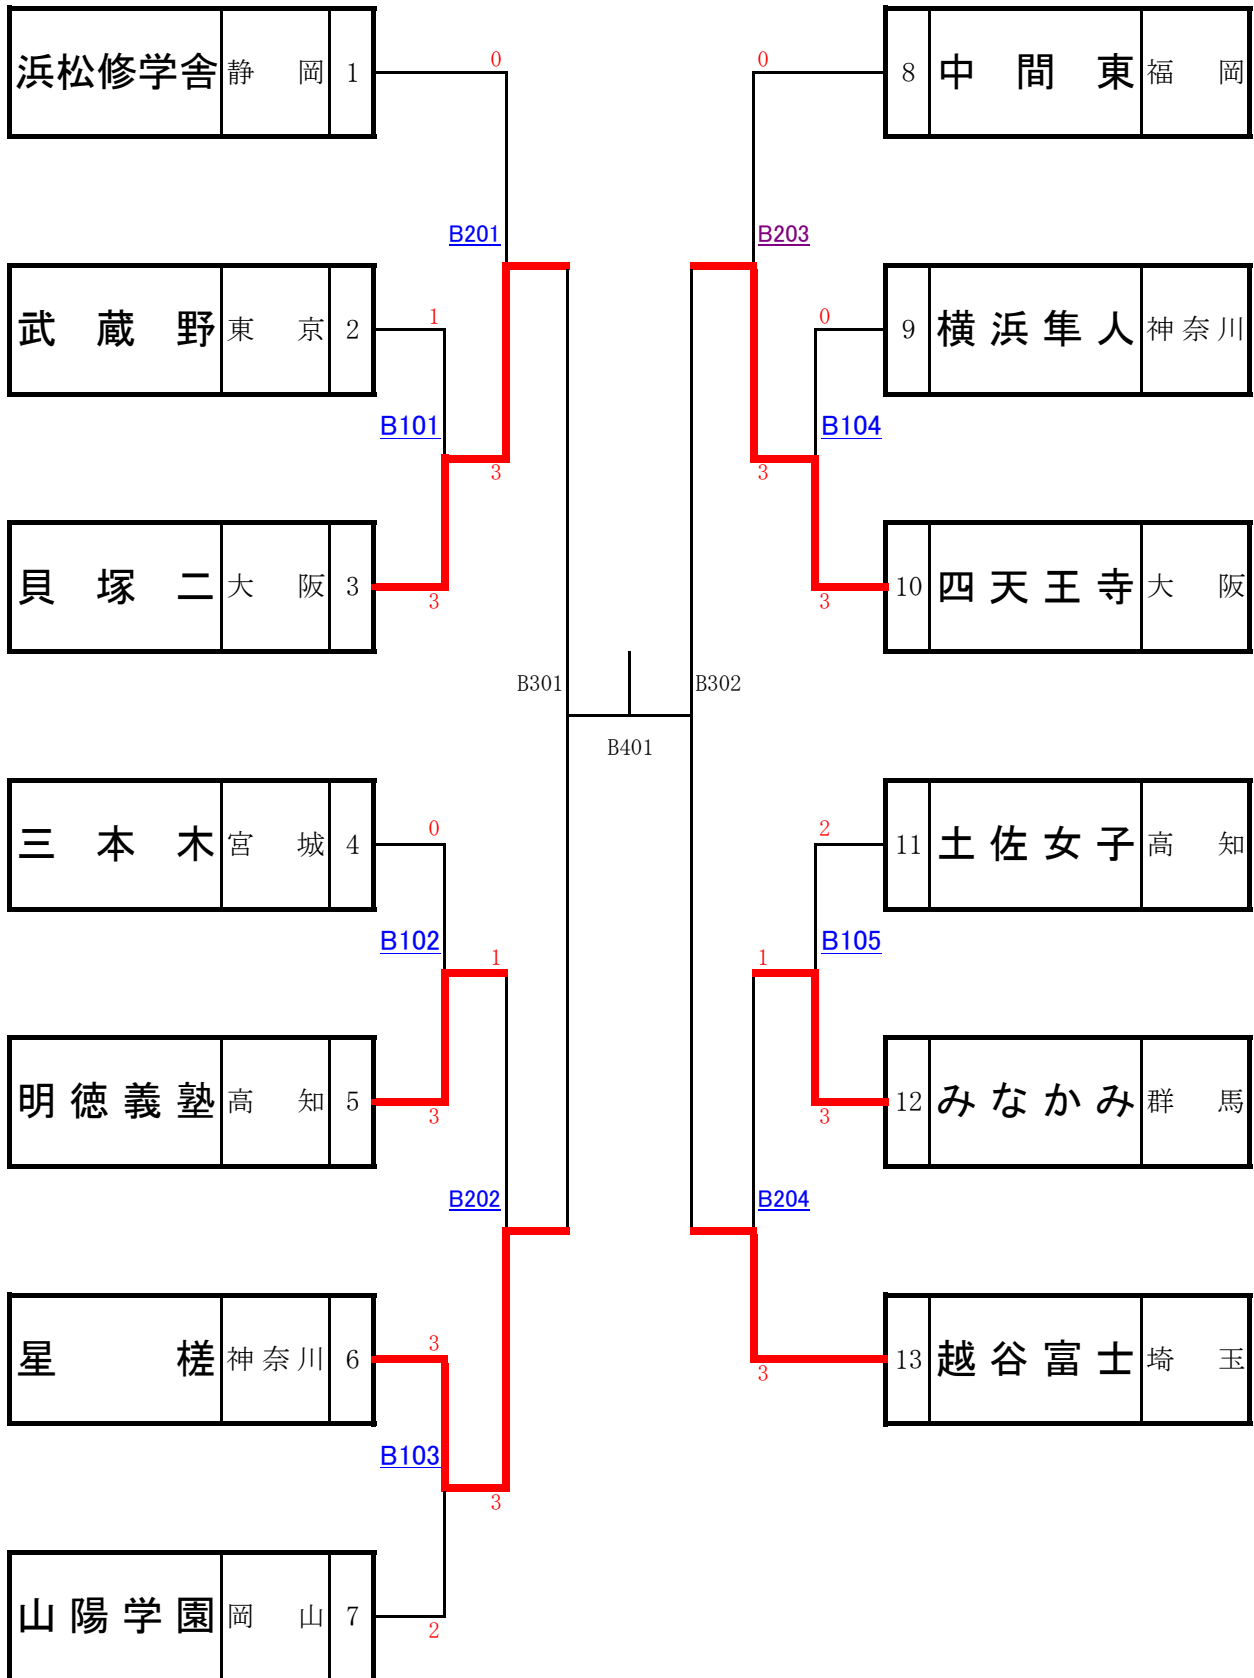 浜松修学舎 静岡 1
0
0
8 中間東 福岡
B201
B203
武蔵野 東京 2
1
0
9 横浜隼人 神奈川
B101
B104
3
3
貝塚二 大阪 3
3
3
10 四天王寺 大阪
B301
B302
B401
三本木 宮城 4
0
2
11 土佐女子 高知
B102
B105
1
1
明徳義塾 高知 5
3
3
12 みなかみ 群馬
B202
B204
星槎 神奈川 6
3
3
13 越谷富士 埼玉
B103
3
山陽学園 岡山 7
2